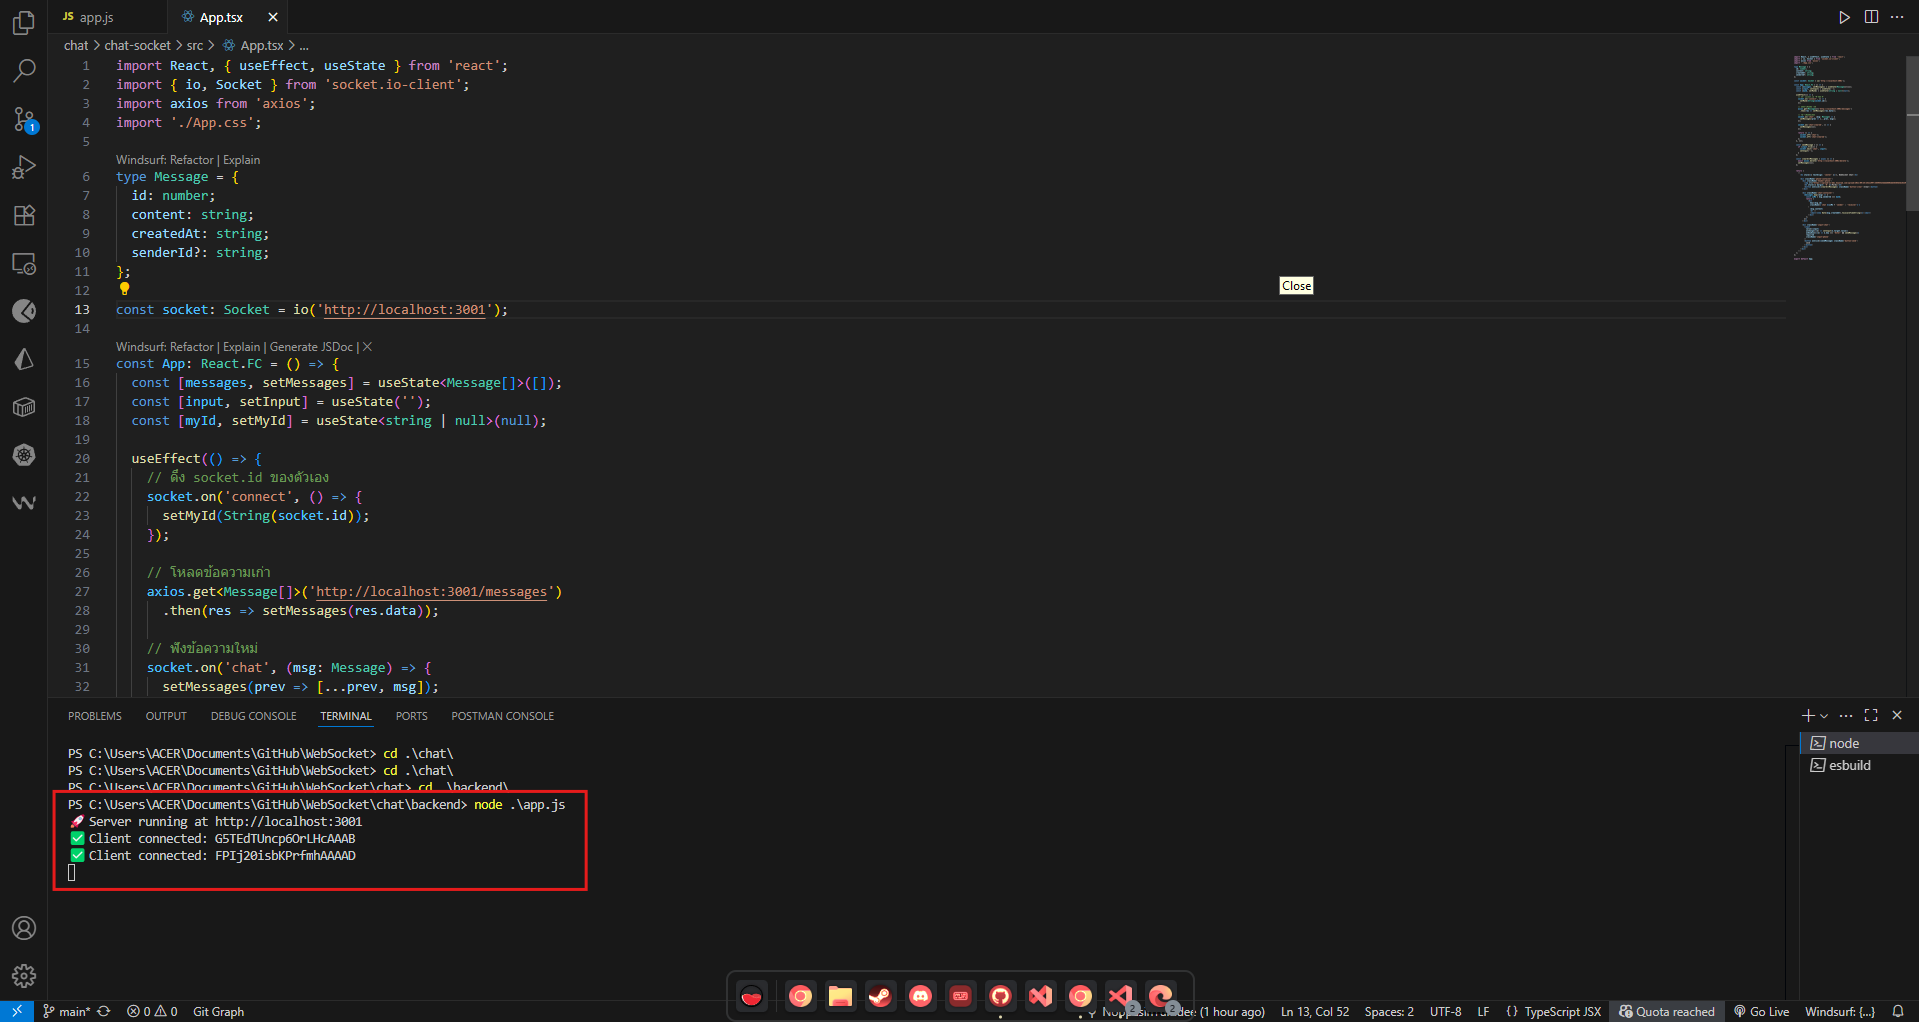 JS app.js
App.tsx
chat > chat-socket > src > App.tsx > ...
1 import React, { useEffect, useState } from 'react';
2 import { io, Socket } from 'socket.io-client';
3 import axios from 'axios';
4 import './App.css';
5
Windsurf: Refactor | Explain
6 type Message = {
7 id: number;
8 content: string;
9 createdAt: string;
10 senderId?: string;
11 };
12
13 const socket: Socket = io('http://localhost:3001');
Close
14
Windsurf: Refactor | Explain | Generate JSDoc | X
15 const App: React.FC = () => {
16 const [messages, setMessages] = useState<Message[]>([]);
17 const [input, setInput] = useState('');
18 const [myId, setMyId] = useState<string | null>(null);
19
20 useEffect(() => {
21 // ดึง socket.id ของตัวเอง
22 socket.on('connect', () => {
23 setMyId(String(socket.id));
24 });
25
26 // โหลดข้อความเก่า
27 axios.get<Message[]>('http://localhost:3001/messages')
28 .then(res => setMessages(res.data));
29
30 // ฟังข้อความใหม่
31 socket.on('chat', (msg: Message) => {
32 setMessages(prev => [...prev, msg]);
PROBLEMS OUTPUT DEBUG CONSOLE TERMINAL PORTS POSTMAN CONSOLE
PS C:\Users\ACER\Documents\GitHub\WebSocket> cd .\chat\
PS C:\Users\ACER\Documents\GitHub\WebSocket> cd .\chat\
PS C:\Users\ACER\Documents\GitHub\WebSocket\chat> cd .\backend\
PS C:\Users\ACER\Documents\GitHub\WebSocket\chat\backend> node .\app.js
🚀 Server running at http://localhost:3001
✅ Client connected: G5TEdTUncp6OrLHcAAAB
✅ Client connected: FPIj20isbKPrfmhAAAAD
node
esbuild
main* 0 0 Git Graph
(1 hour ago) Ln 13, Col 52 Spaces: 2 UTF-8 LF {} TypeScript JSX Quota reached Go Live Windsurf: {...}